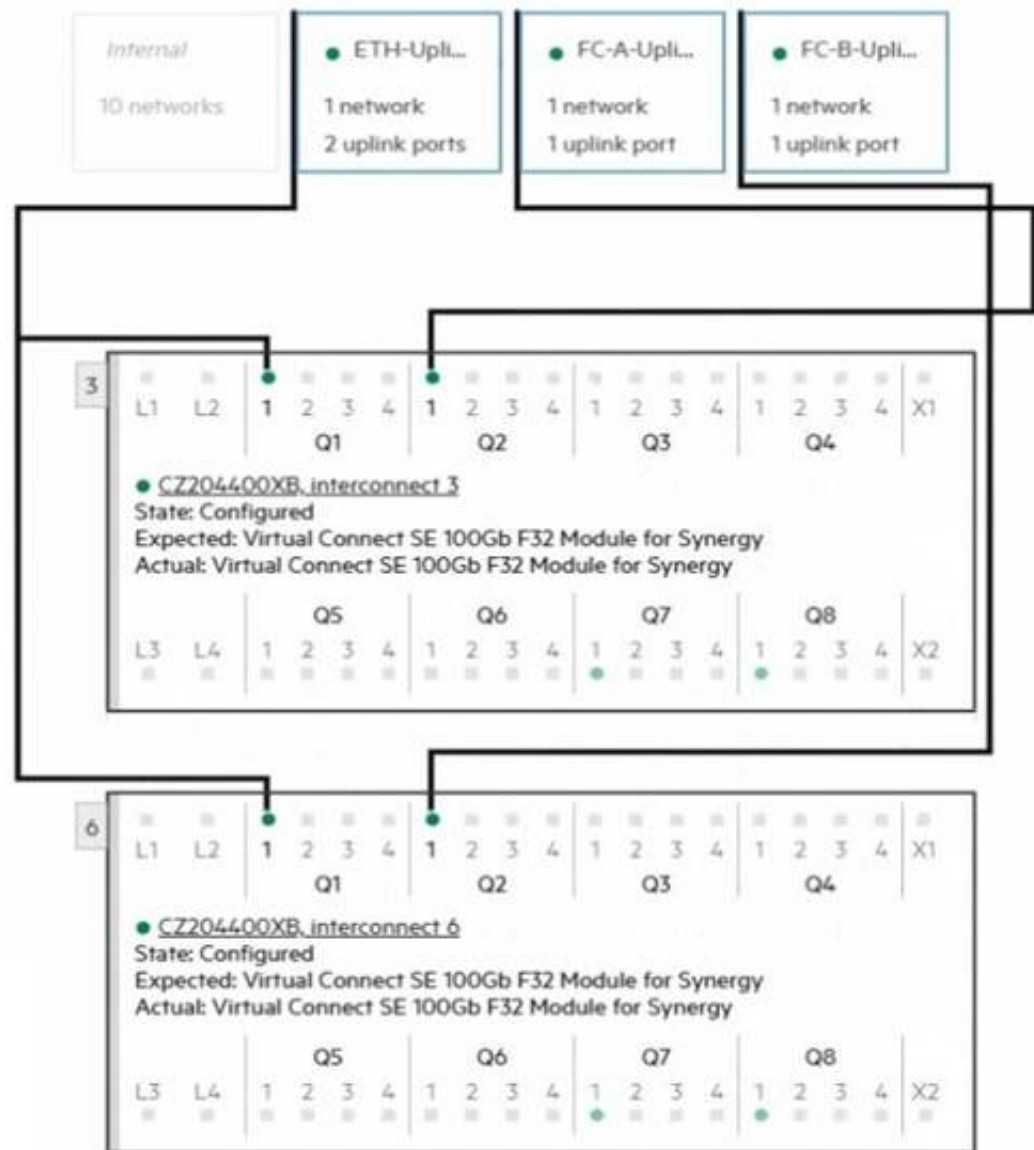 Internal
10 networks
ETH-Upli...
1 network
2 uplink ports
FC-A-Upli...
1 network
1 uplink port
FC-B-Upli...
1 network
1 uplink port
3
L1 L2 1 2 3 4 1 2 3 4 1 2 3 4 1 2 3 4 X1
Q1 Q2 Q3 Q4
CZ204400XB, interconnect 3
State: Configured
Expected: Virtual Connect SE 100Gb F32 Module for Synergy
Actual: Virtual Connect SE 100Gb F32 Module for Synergy
Q5 Q6 Q7 Q8
L3 L4 1 2 3 4 1 2 3 4 1 2 3 4 1 2 3 4 X2
6
L1 L2 1 2 3 4 1 2 3 4 1 2 3 4 1 2 3 4 X1
Q1 Q2 Q3 Q4
CZ204400XB, interconnect 6
State: Configured
Expected: Virtual Connect SE 100Gb F32 Module for Synergy
Actual: Virtual Connect SE 100Gb F32 Module for Synergy
Q5 Q6 Q7 Q8
L3 L4 1 2 3 4 1 2 3 4 1 2 3 4 1 2 3 4 X2